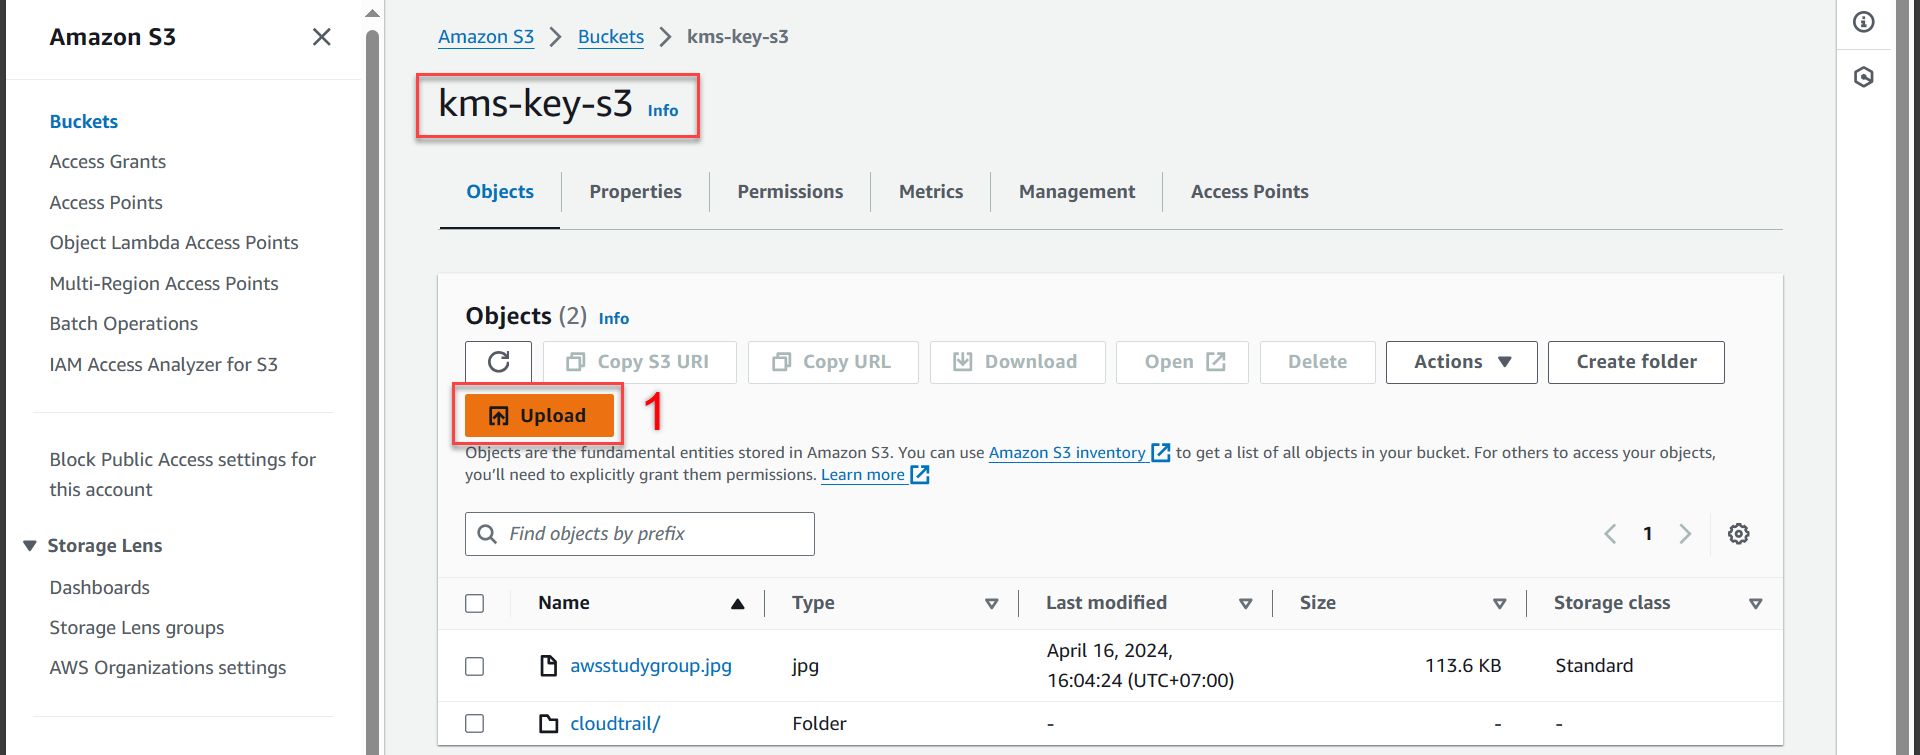 Amazon S3
Buckets
Access Grants
Access Points
Object Lambda Access Points
Multi-Region Access Points
Batch Operations
IAM Access Analyzer for S3
Block Public Access settings for
this account
Storage Lens
Dashboards
Storage Lens groups
AWS Organizations settings
Amazon S3 Buckets kms-key-s3
kms-key-s3 Info
Objects Properties Permissions Metrics Management Access Points
Objects (2) Info
Copy S3 URI Copy URL Download Open Delete Actions Create folder
Upload 1
Objects are the fundamental entities stored in Amazon S3. You can use Amazon S3 inventory to get a list of all objects in your bucket. For others to access your objects,
you’ll need to explicitly grant them permissions. Learn more
Find objects by prefix 1
Name Type Last modified Size Storage class
awsstudygroup.jpg jpg April 16, 2024, 113.6 KB Standard
16:04:24 (UTC+07:00)
cloudtrail/ Folder - - -